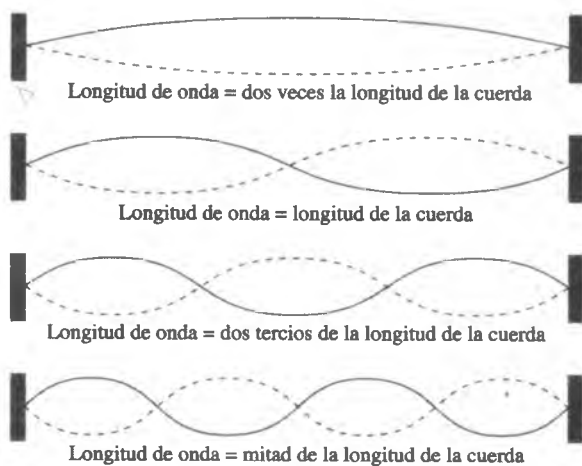 Longitud de onda = dos veces la longitud de la cuerda
Longitud de onda = longitud de la cuerda
Longitud de onda = dos tercios de la longitud de la cuerda
Longitud de onda = mitad de la longitud de la cuerda